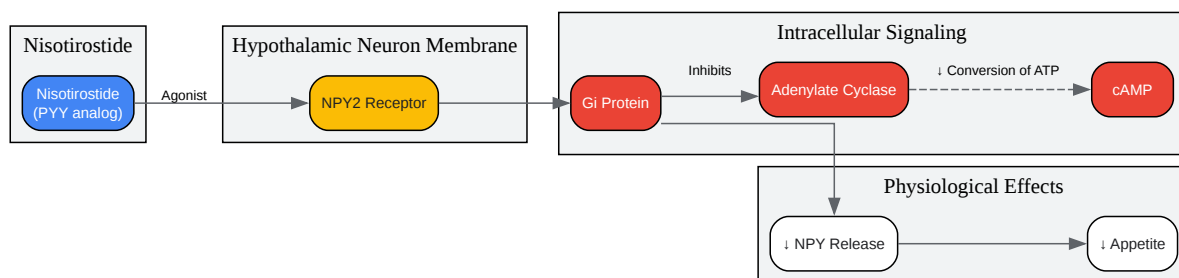 Nisotirostide
Nisotirostide
(PYY analog)
Agonist
Hypothalamic Neuron Membrane
NPY2 Receptor
Intracellular Signaling
Gi Protein
Inhibits
Adenylate Cyclase
↓ Conversion of ATP
cAMP
Physiological Effects
↓ NPY Release
↓ Appetite